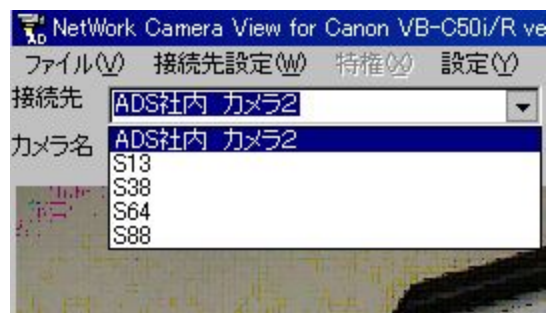 NetWork Camera View for Canon VB-C50i/R ve
ファイル(V) 接続先設定(W) 特権(X) 設定(Y)
接続先 ADS社内 カメラ2
カメラ名 ADS社内 カメラ2
S13
S38
S64
S88